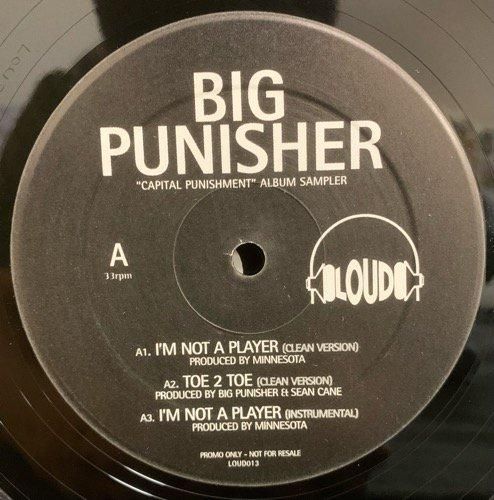 BIG
PUNISHER
"CAPITAL PUNISHMENT" ALBUM SAMPLER
A
33rpm
LOUD
A1. I'M NOT A PLAYER (CLEAN VERSION)
PRODUCED BY MINNESOTA
A2. TOE 2 TOE (CLEAN VERSION)
PRODUCED BY BIG PUNISHER & SEAN CANE
A3. I'M NOT A PLAYER (INSTRUMENTAL)
PRODUCED BY MINNESOTA
PROMO ONLY - NOT FOR RESALE
LOUD013